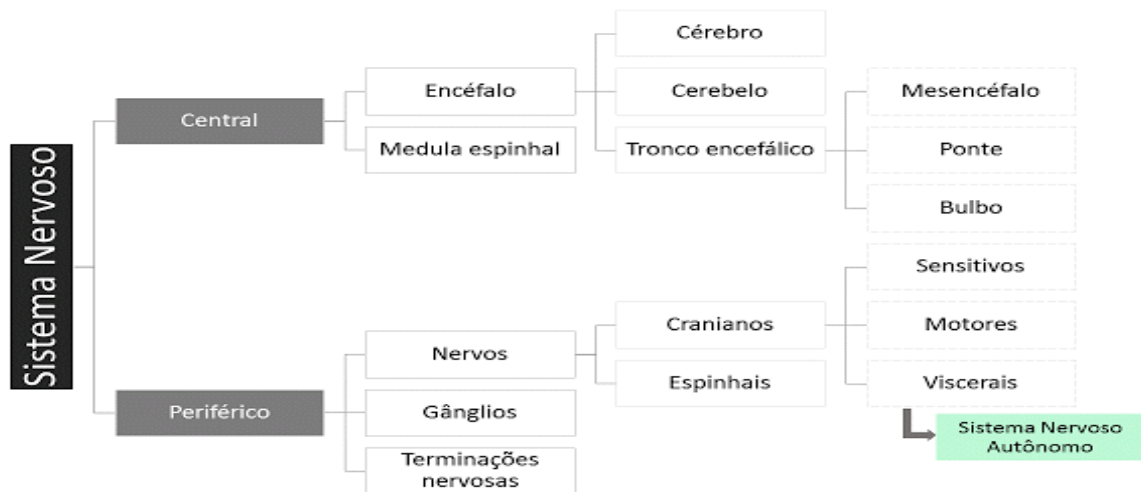 Sistema Nervoso
Central
Encéfalo
Medula espinhal
Cérebro
Cerebelo
Tronco encefálico
Mesencéfalo
Ponte
Bulbo
Periférico
Nervos
Gânglios
Terminações
nervosas
Cranianos
Espinhais
Sensitivos
Motores
Viscerais
Sistema Nervoso
Autônomo